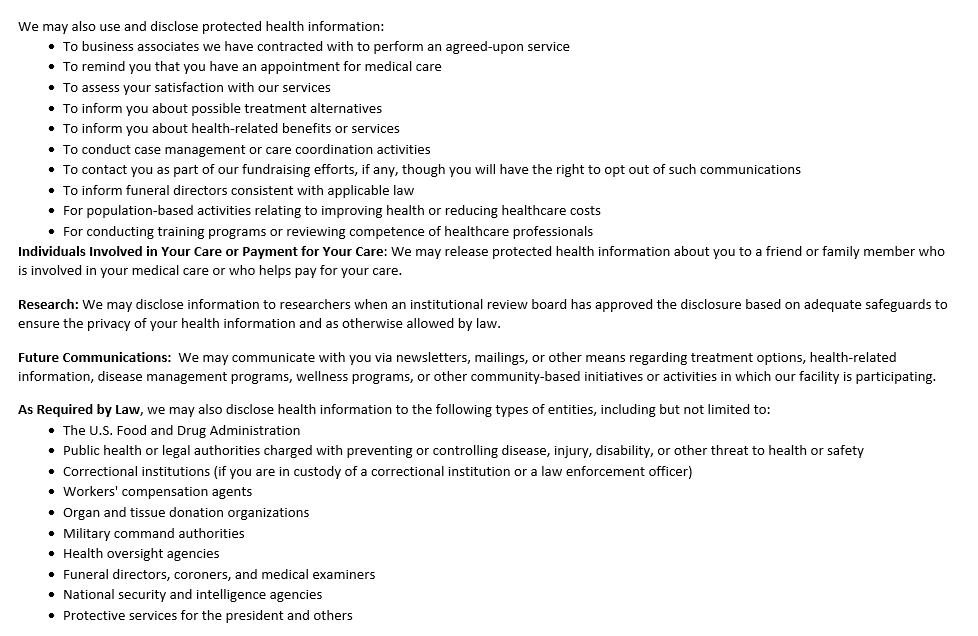 We may also use and disclose protected health information:
• To business associates we have contracted with to perform an agreed-upon service
• To remind you that you have an appointment for medical care
• To assess your satisfaction with our services
• To inform you about possible treatment alternatives
• To inform you about health-related benefits or services
• To conduct case management or care coordination activities
• To contact you as part of our fundraising efforts, if any, though you will have the right to opt out of such communications
• To inform funeral directors consistent with applicable law
• For population-based activities relating to improving health or reducing healthcare costs
• For conducting training programs or reviewing competence of healthcare professionals
Individuals Involved in Your Care or Payment for Your Care: We may release protected health information about you to a friend or family member who
is involved in your medical care or who helps pay for your care.
Research: We may disclose information to researchers when an institutional review board has approved the disclosure based on adequate safeguards to
ensure the privacy of your health information and as otherwise allowed by law.
Future Communications: We may communicate with you via newsletters, mailings, or other means regarding treatment options, health-related
information, disease management programs, wellness programs, or other community-based initiatives or activities in which our facility is participating.
As Required by Law, we may also disclose health information to the following types of entities, including but not limited to:
• The U.S. Food and Drug Administration
• Public health or legal authorities charged with preventing or controlling disease, injury, disability, or other threat to health or safety
• Correctional institutions (if you are in custody of a correctional institution or a law enforcement officer)
• Workers' compensation agents
• Organ and tissue donation organizations
• Military command authorities
• Health oversight agencies
• Funeral directors, coroners, and medical examiners
• National security and intelligence agencies
• Protective services for the president and others